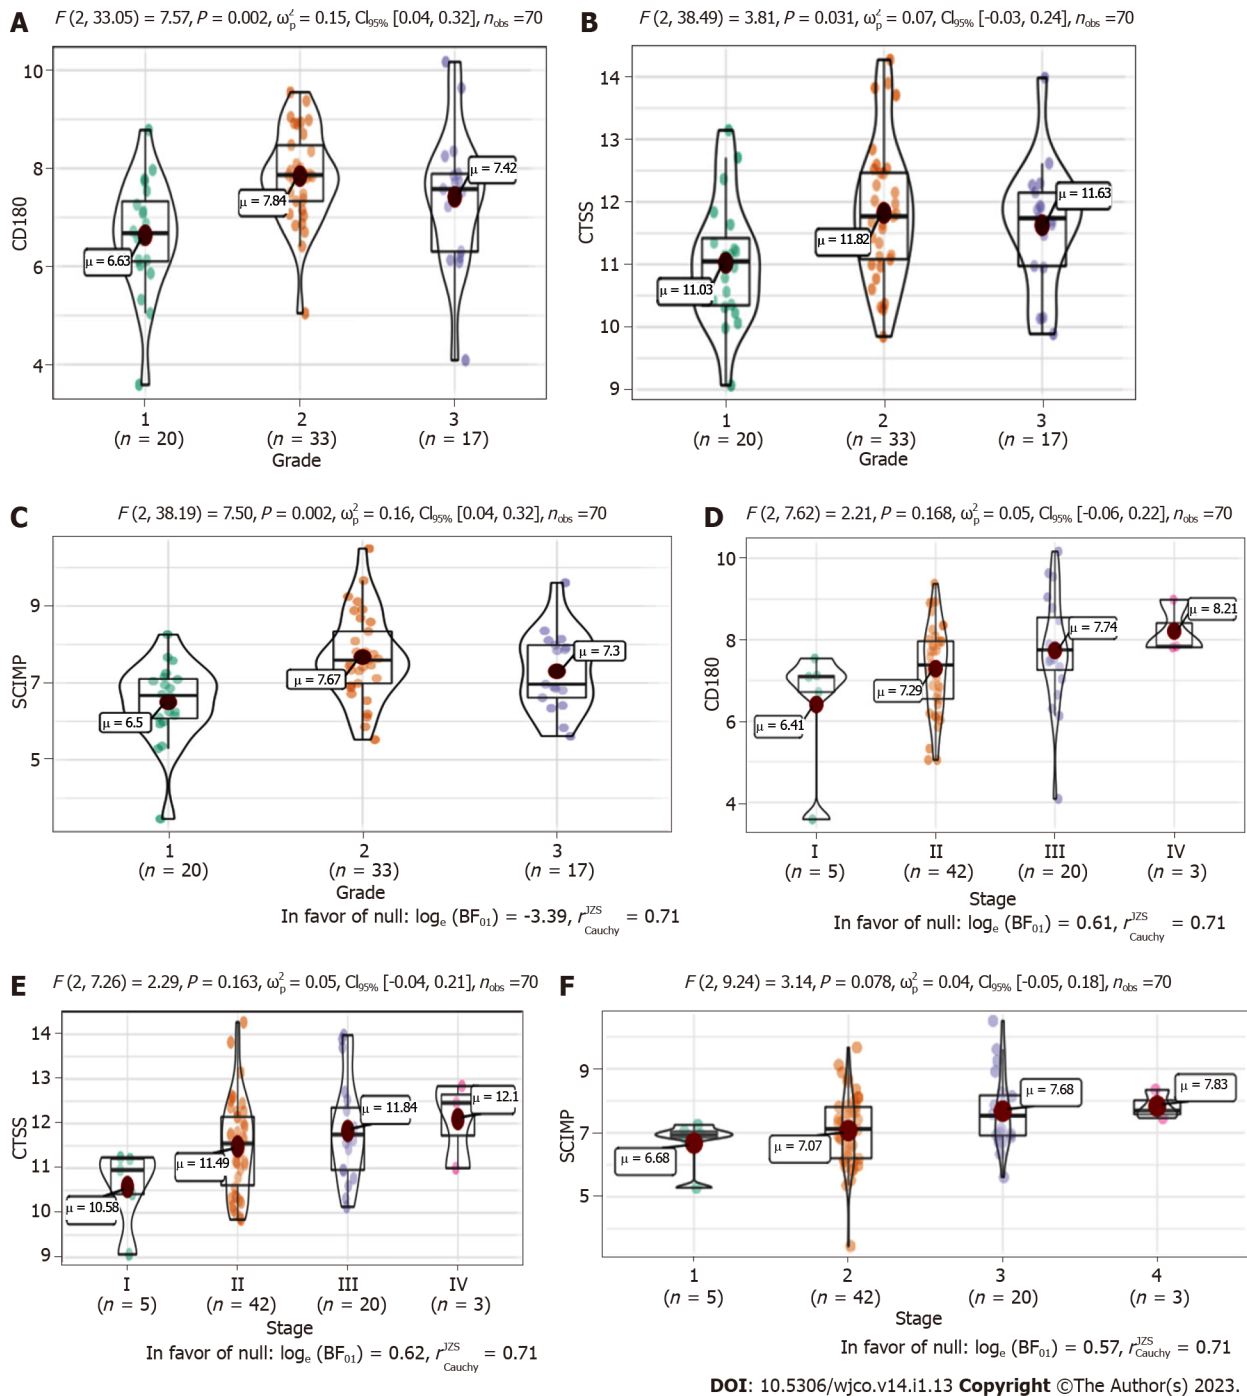 A
F (2, 33.05) = 7.57, P = 0.002, ω²p = 0.15, CI95% [0.04, 0.32], nobs =70
CD180
10
8
6
4
μ = 6.63
μ = 7.84
μ = 7.42
1 2 3
(n = 20) (n = 33) (n = 17)
Grade
B
F (2, 38.49) = 3.81, P = 0.031, ω²p = 0.07, CI95% [-0.03, 0.24], nobs =70
CTSS
14
13
12
11
10
9
μ = 11.03
μ = 11.82
μ = 11.63
1 2 3
(n = 20) (n = 33) (n = 17)
Grade
C
F (2, 38.19) = 7.50, P = 0.002, ω²p = 0.16, CI95% [0.04, 0.32], nobs =70
SCIMP
9
7
5
μ = 6.5
μ = 7.67
μ = 7.3
1 2 3
(n = 20) (n = 33) (n = 17)
Grade
In favor of null: loge (BF01) = -3.39, r JZS Cauchy = 0.71
D
F (2, 7.62) = 2.21, P = 0.168, ω²p = 0.05, CI95% [-0.06, 0.22], nobs =70
CD180
10
8
6
4
μ = 6.41
μ = 7.29
μ = 7.74
μ = 8.21
I II III IV
(n = 5) (n = 42) (n = 20) (n = 3)
Stage
In favor of null: loge (BF01) = 0.61, r JZS Cauchy = 0.71
E
F (2, 7.26) = 2.29, P = 0.163, ω²p = 0.05, CI95% [-0.04, 0.21], nobs =70
CTSS
14
13
12
11
10
9
μ = 10.58
μ = 11.49
μ = 11.84
μ = 12.1
I II III IV
(n = 5) (n = 42) (n = 20) (n = 3)
Stage
In favor of null: loge (BF01) = 0.62, r JZS Cauchy = 0.71
F
F (2, 9.24) = 3.14, P = 0.078, ω²p = 0.04, CI95% [-0.05, 0.18], nobs =70
SCIMP
9
7
5
μ = 6.68
μ = 7.07
μ = 7.68
μ = 7.83
1 2 3 4
(n = 5) (n = 42) (n = 20) (n = 3)
Stage
In favor of null: loge (BF01) = 0.57, r JZS Cauchy = 0.71
DOI: 10.5306/wjco.v14.i1.13 Copyright ©The Author(s) 2023.